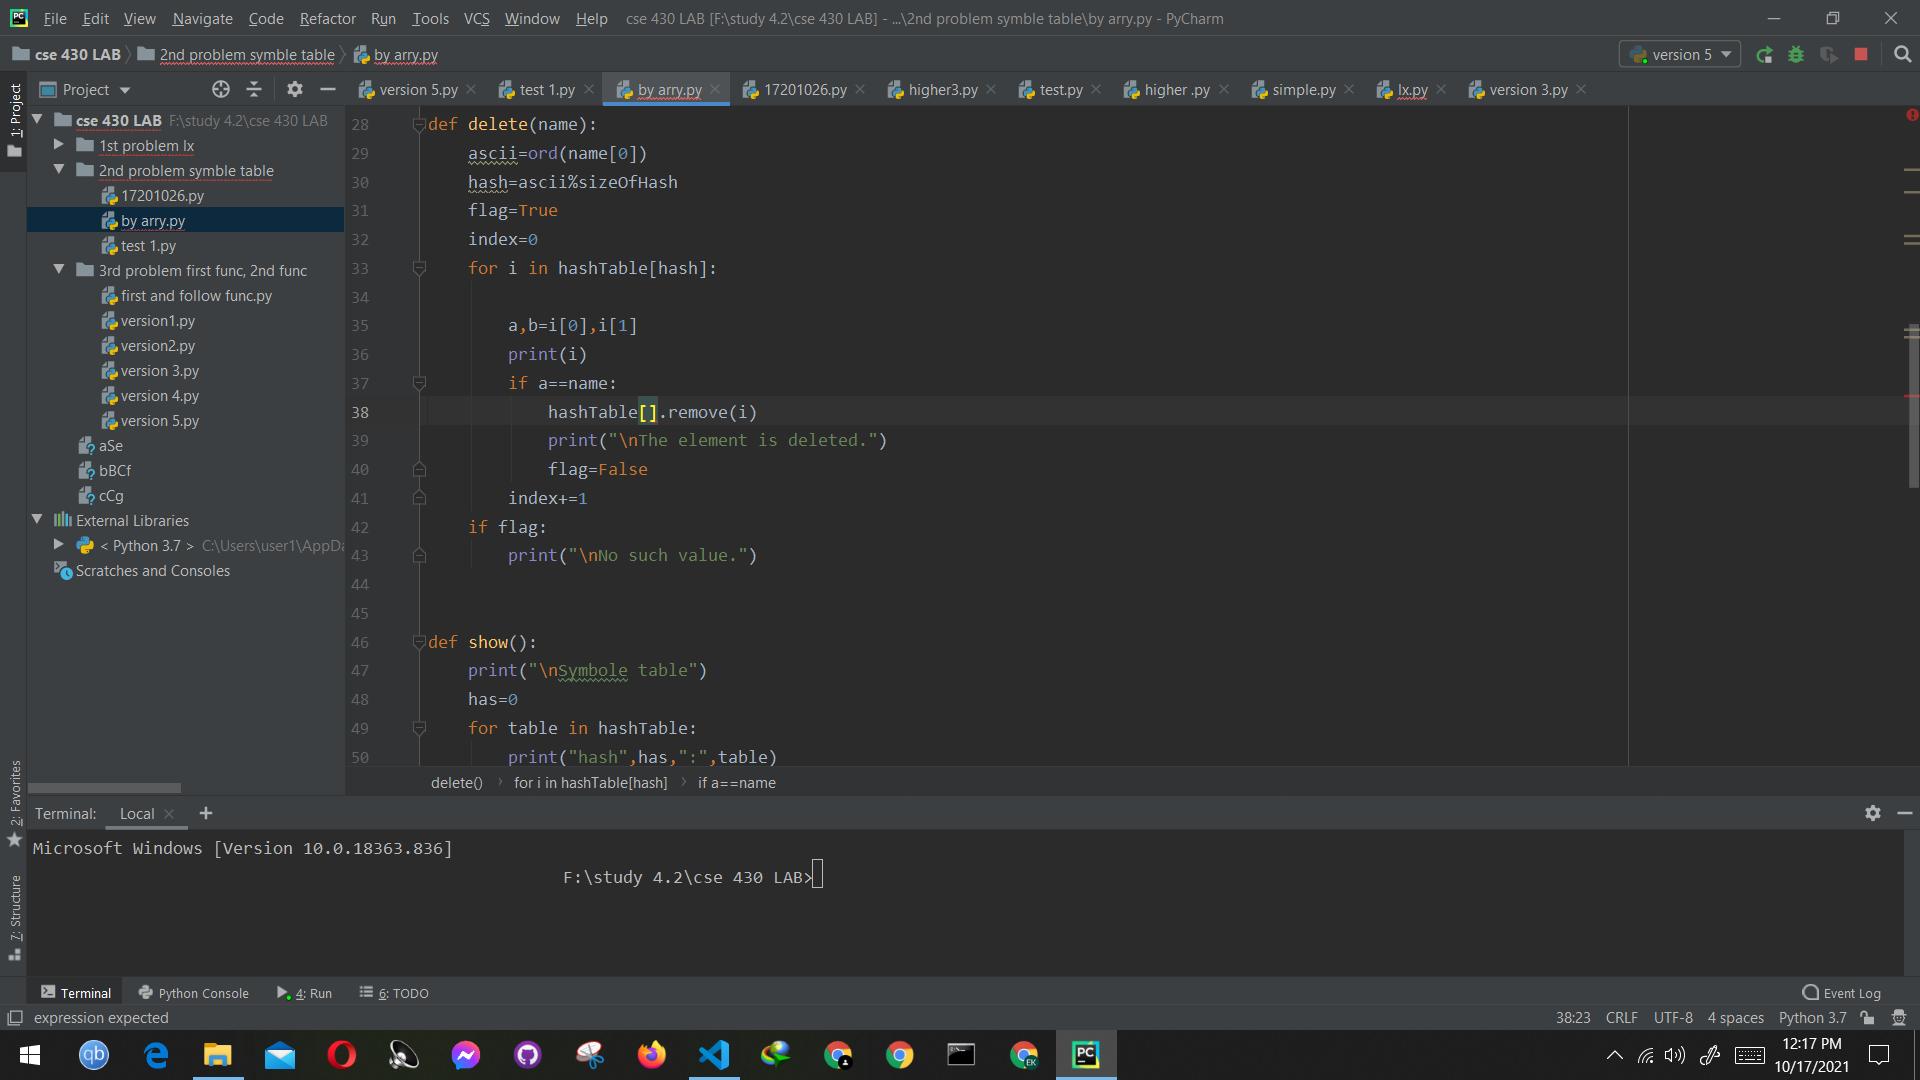 File Edit View Navigate Code Refactor Run Tools VCS Window Help cse 430 LAB [F:\study 4.2\cse 430 LAB] - ...\2nd problem symble table\by arry.py - PyCharm
cse 430 LAB 2nd problem symble table by arry.py version 5
Project version 5.py test 1.py by arry.py 17201026.py higher3.py test.py higher .py simple.py lx.py version 3.py
1: Project
cse 430 LAB F:\study 4.2\cse 430 LAB
1st problem lx
2nd problem symble table
17201026.py
by arry.py
test 1.py
3rd problem first func, 2nd func
first and follow func.py
version1.py
version2.py
version 3.py
version 4.py
version 5.py
aSe
bBCf
cCg
External Libraries
< Python 3.7 > C:\Users\user1\AppDa
Scratches and Consoles
28 def delete(name):
29 ascii=ord(name[0])
30 hash=ascii%sizeOfHash
31 flag=True
32 index=0
33 for i in hashTable[hash]:
34
35 a,b=i[0],i[1]
36 print(i)
37 if a==name:
38 hashTable[].remove(i)
39 print("\nThe element is deleted.")
40 flag=False
41 index+=1
42 if flag:
43 print("\nNo such value.")
44
45
46 def show():
47 print("\nSymbole table")
48 has=0
49 for table in hashTable:
50 print("hash",has,":",table)
delete() for i in hashTable[hash] if a==name
2: Favorites
7: Structure
Terminal: Local +
Microsoft Windows [Version 10.0.18363.836]
F:\study 4.2\cse 430 LAB>
Terminal Python Console 4: Run 6: TODO Event Log
expression expected 38:23 CRLF UTF-8 4 spaces Python 3.7
qb EK PC
12:17 PM
10/17/2021